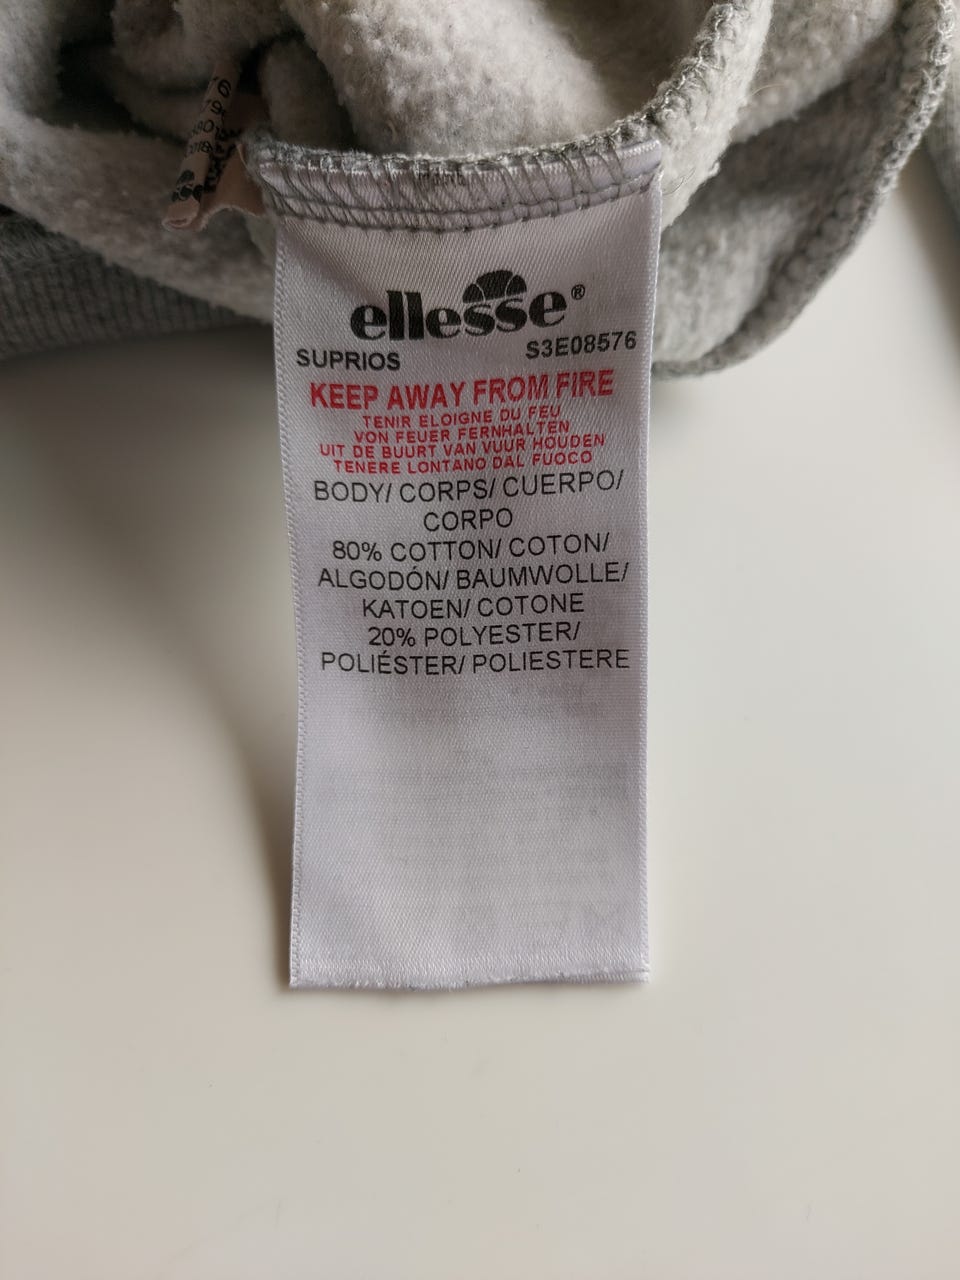 ellesse®
SUPRIOS S3E08576
KEEP AWAY FROM FIRE
TENIR ELOIGNE DU FEU
VON FEUER FERNHALTEN
UIT DE BUURT VAN VUUR HOUDEN
TENERE LONTANO DAL FUOCO
BODY/ CORPS/ CUERPO/
CORPO
80% COTTON/ COTON/
ALGODÓN/ BAUMWOLLE/
KATOEN/ COTONE
20% POLYESTER/
POLIÉSTER/ POLIESTERE